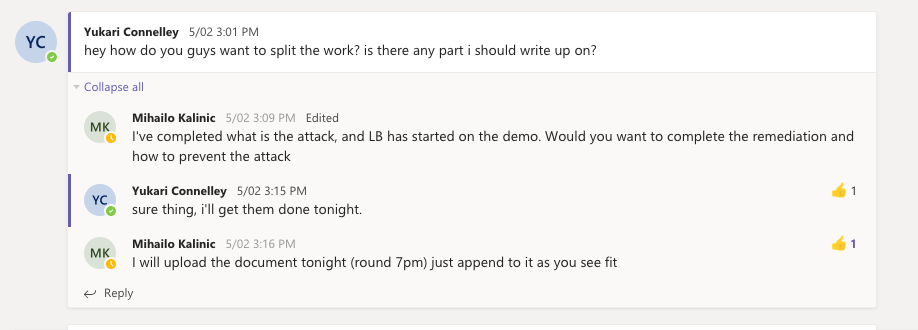 YC
Yukari Connelley 5/02 3:01 PM
hey how do you guys want to split the work? is there any part i should write up on?
Collapse all
MK
Mihailo Kalinic 5/02 3:09 PM Edited
I've completed what is the attack, and LB has started on the demo. Would you want to complete the remediation and
how to prevent the attack
YC
Yukari Connelley 5/02 3:15 PM
👍 1
sure thing, i'll get them done tonight.
MK
Mihailo Kalinic 5/02 3:16 PM
👍 1
I will upload the document tonight (round 7pm) just append to it as you see fit
Reply